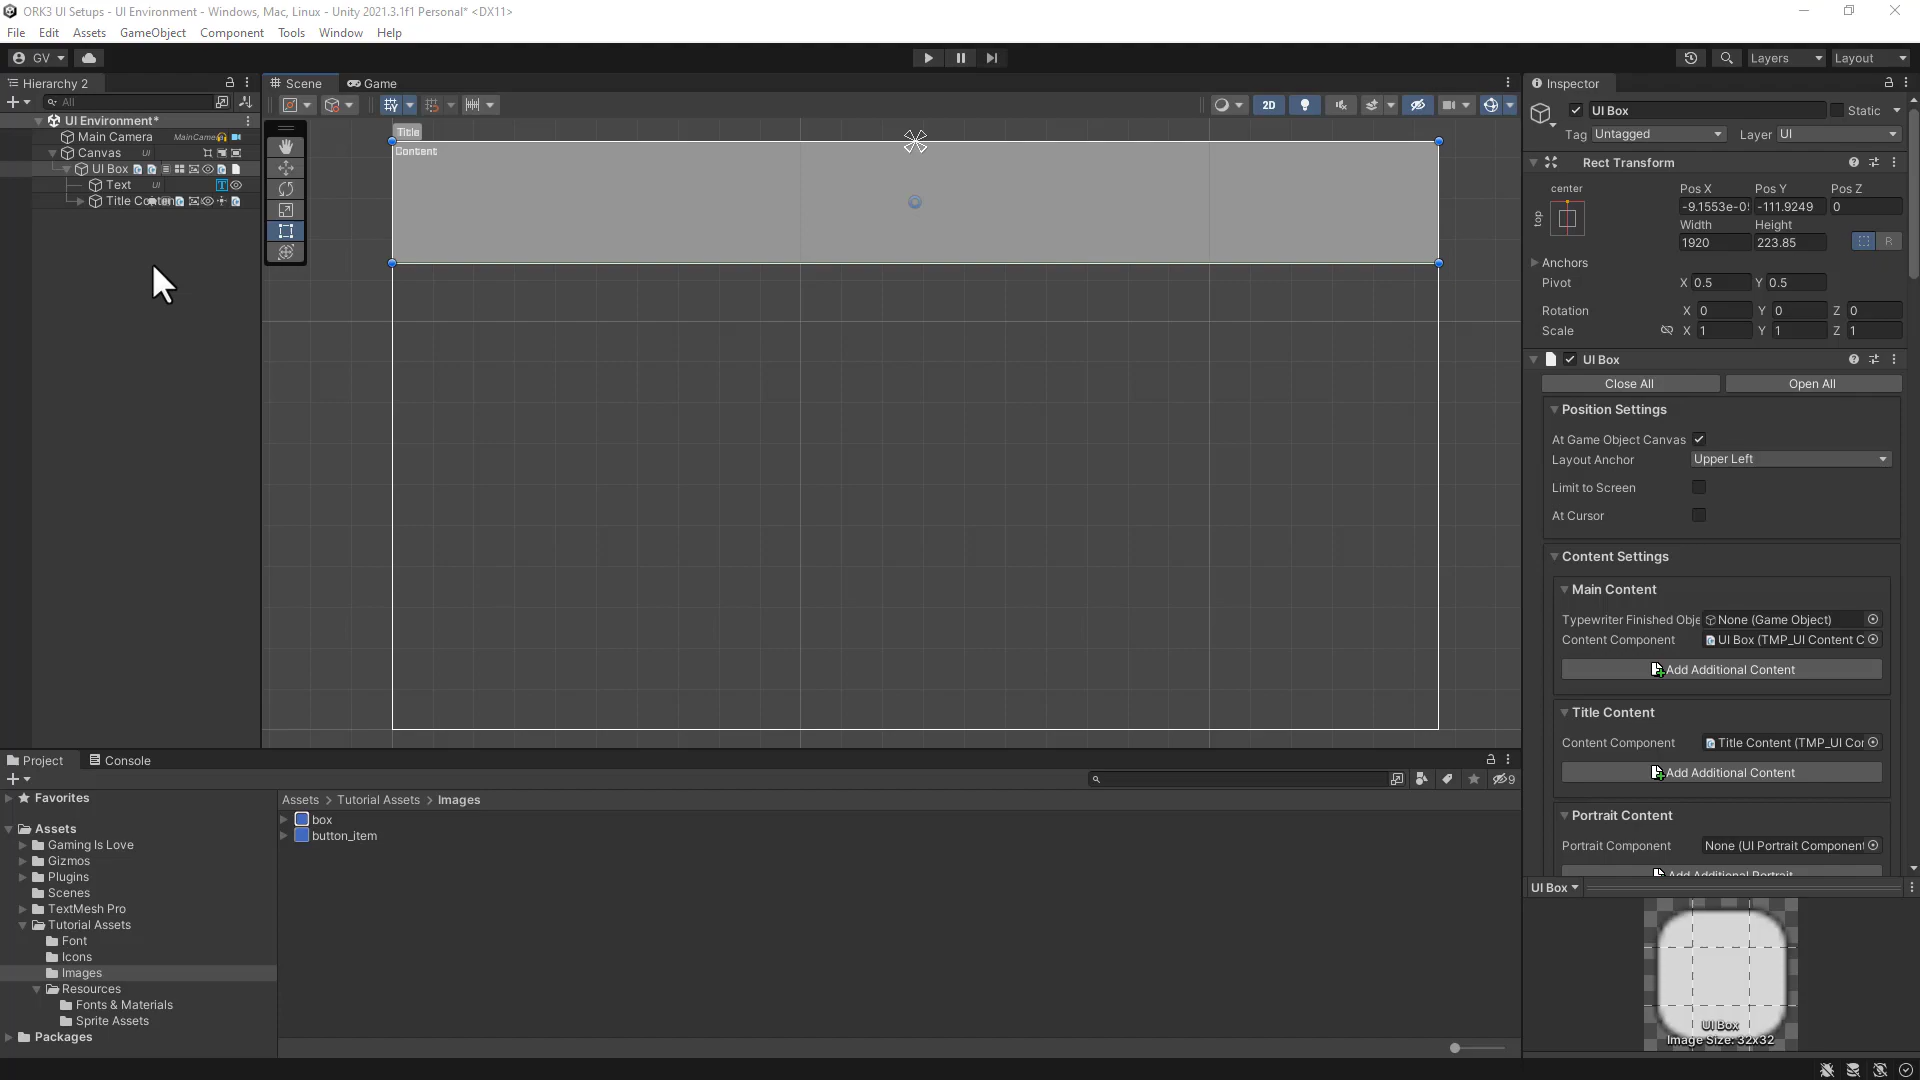 ORK3 UI Setups - UI Environment - Windows, Mac, Linux - Unity 2021.3.1f1 Personal* <DX11>
File Edit Assets GameObject Component Tools Window Help
GV Layers Layout
Hierarchy 2
All
UI Environment*
Main Camera
Canvas UI
UI Box
Text UI
Title
Scene Game
2D
Title
Content
Inspector
UI Box Static
Tag Untagged Layer UI
Rect Transform
center
top
Pos X Pos Y Pos Z
-9.1553e-0 -111.9249 0
Width Height
1920 223.85 R
Anchors
Pivot X 0.5 Y 0.5
Rotation X 0 Y 0 Z 0
Scale X 1 Y 1 Z 1
UI Box
Close All Open All
Position Settings
At Game Object Canvas
Layout Anchor Upper Left
Limit to Screen
At Cursor
Content Settings
Main Content
Typewriter Finished Obje None (Game Object)
Content Component UI Box (TMP_UI Content C
Add Additional Content
Title Content
Content Component Title Content (TMP_UI Cor
Add Additional Content
Portrait Content
Portrait Component None (UI Portrait Component
Add Additional Portrait
UI Box
UI Box
Image Size: 32x32
Project Console
9
Favorites
Assets
Gaming Is Love
Gizmos
Plugins
Scenes
TextMesh Pro
Tutorial Assets
Font
Icons
Images
Resources
Fonts & Materials
Sprite Assets
Packages
Assets > Tutorial Assets > Images
box
button_item